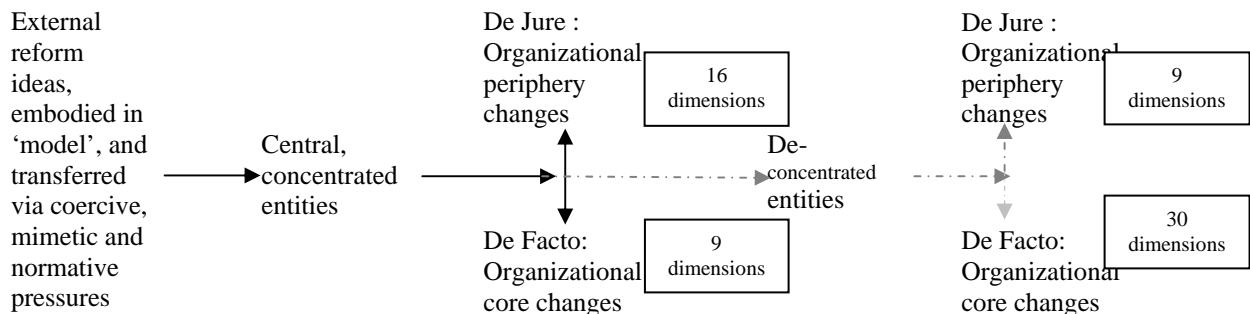 External
reform
ideas,
embodied in
‘model’, and
transferred
via coercive,
mimetic and
normative
pressures
Central,
concentrated
entities
De Jure :
Organizational
periphery
changes
16
dimensions
De Facto:
Organizational
core changes
9
dimensions
De-
concentrated
entities
De Jure :
Organizational
periphery
changes
9
dimensions
De Facto:
Organizational
core changes
30
dimensions